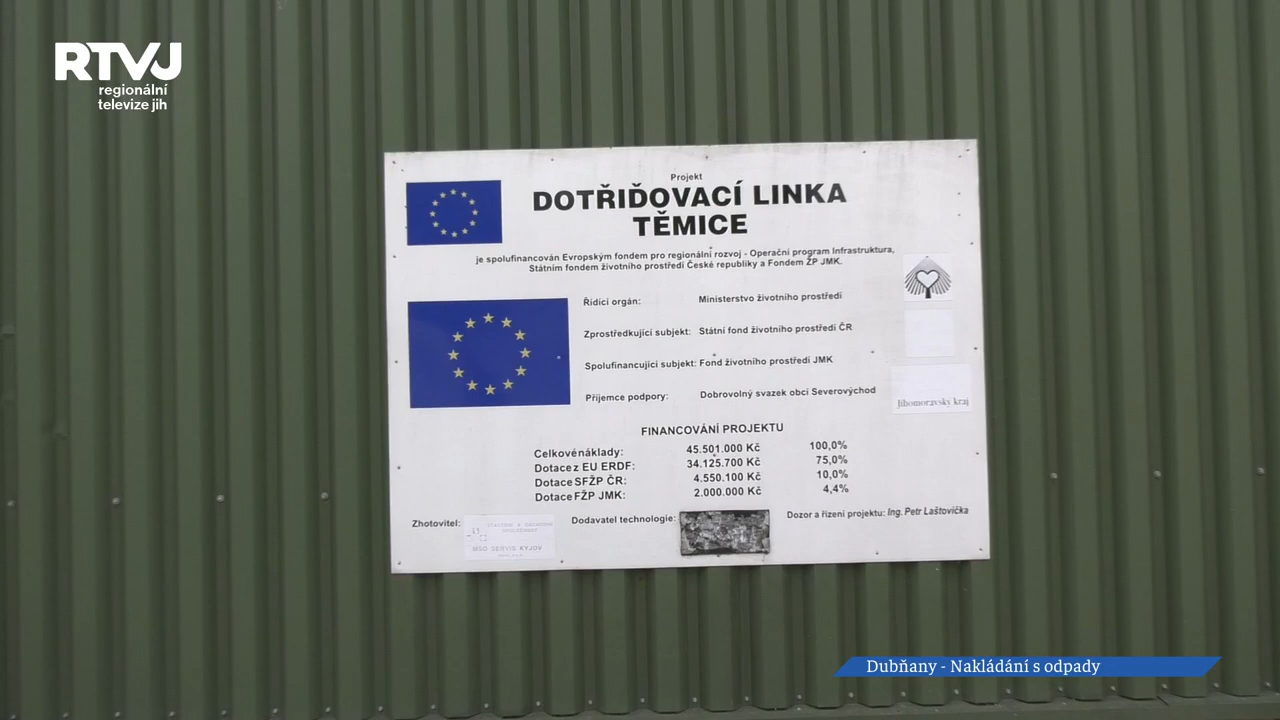 RTVJ
regionální
televize jih
Projekt
DOTŘIĎOVACÍ LINKA
TĚMICE
je spolufinancován Evropským fondem pro regionální rozvoj - Operační program Infrastruktura,
Státním fondem životního prostředí České republiky a Fondem ŽP JMK.
Řídící orgán: Ministerstvo životního prostředí
Zprostředkující subjekt: Státní fond životního prostředí ČR
Spolufinancující subjekt: Fond životního prostředí JMK
Příjemce podpory: Dobrovolný svazek obcí Severovýchod
Jihomoravský kraj
FINANCOVÁNÍ PROJEKTU
Celkové náklady: 45.501.000 Kč 100,0%
Dotace z EU ERDF: 34.125.700 Kč 75,0%
Dotace SFŽP ČR: 4.550.100 Kč 10,0%
Dotace FŽP JMK: 2.000.000 Kč 4,4%
Zhotovitel: Dodavatel technologie: Dozor a řízení projektu: Ing. Petr Laštovička
MSO SERVIS KYJOV
Dubňany - Nakládání s odpady